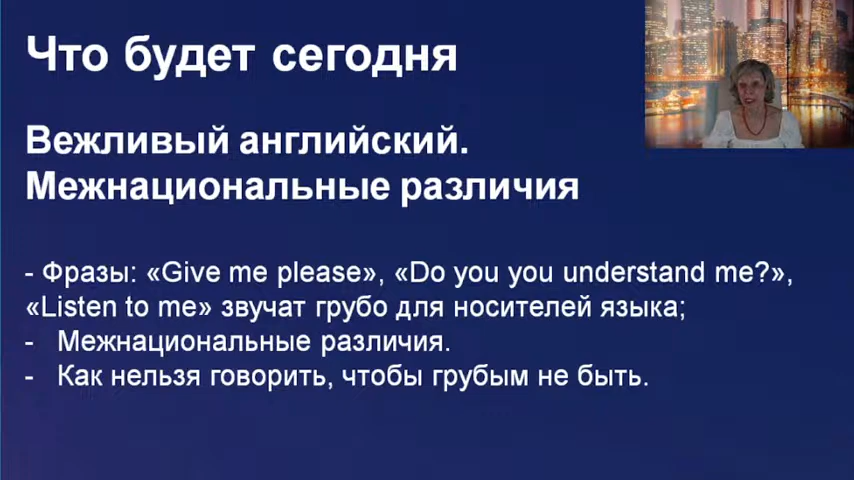 Что будет сегодня
Вежливый английский.
Межнациональные различия
- Фразы: «Give me please», «Do you you understand me?»,
«Listen to me» звучат грубо для носителей языка;
- Межнациональные различия.
- Как нельзя говорить, чтобы грубым не быть.